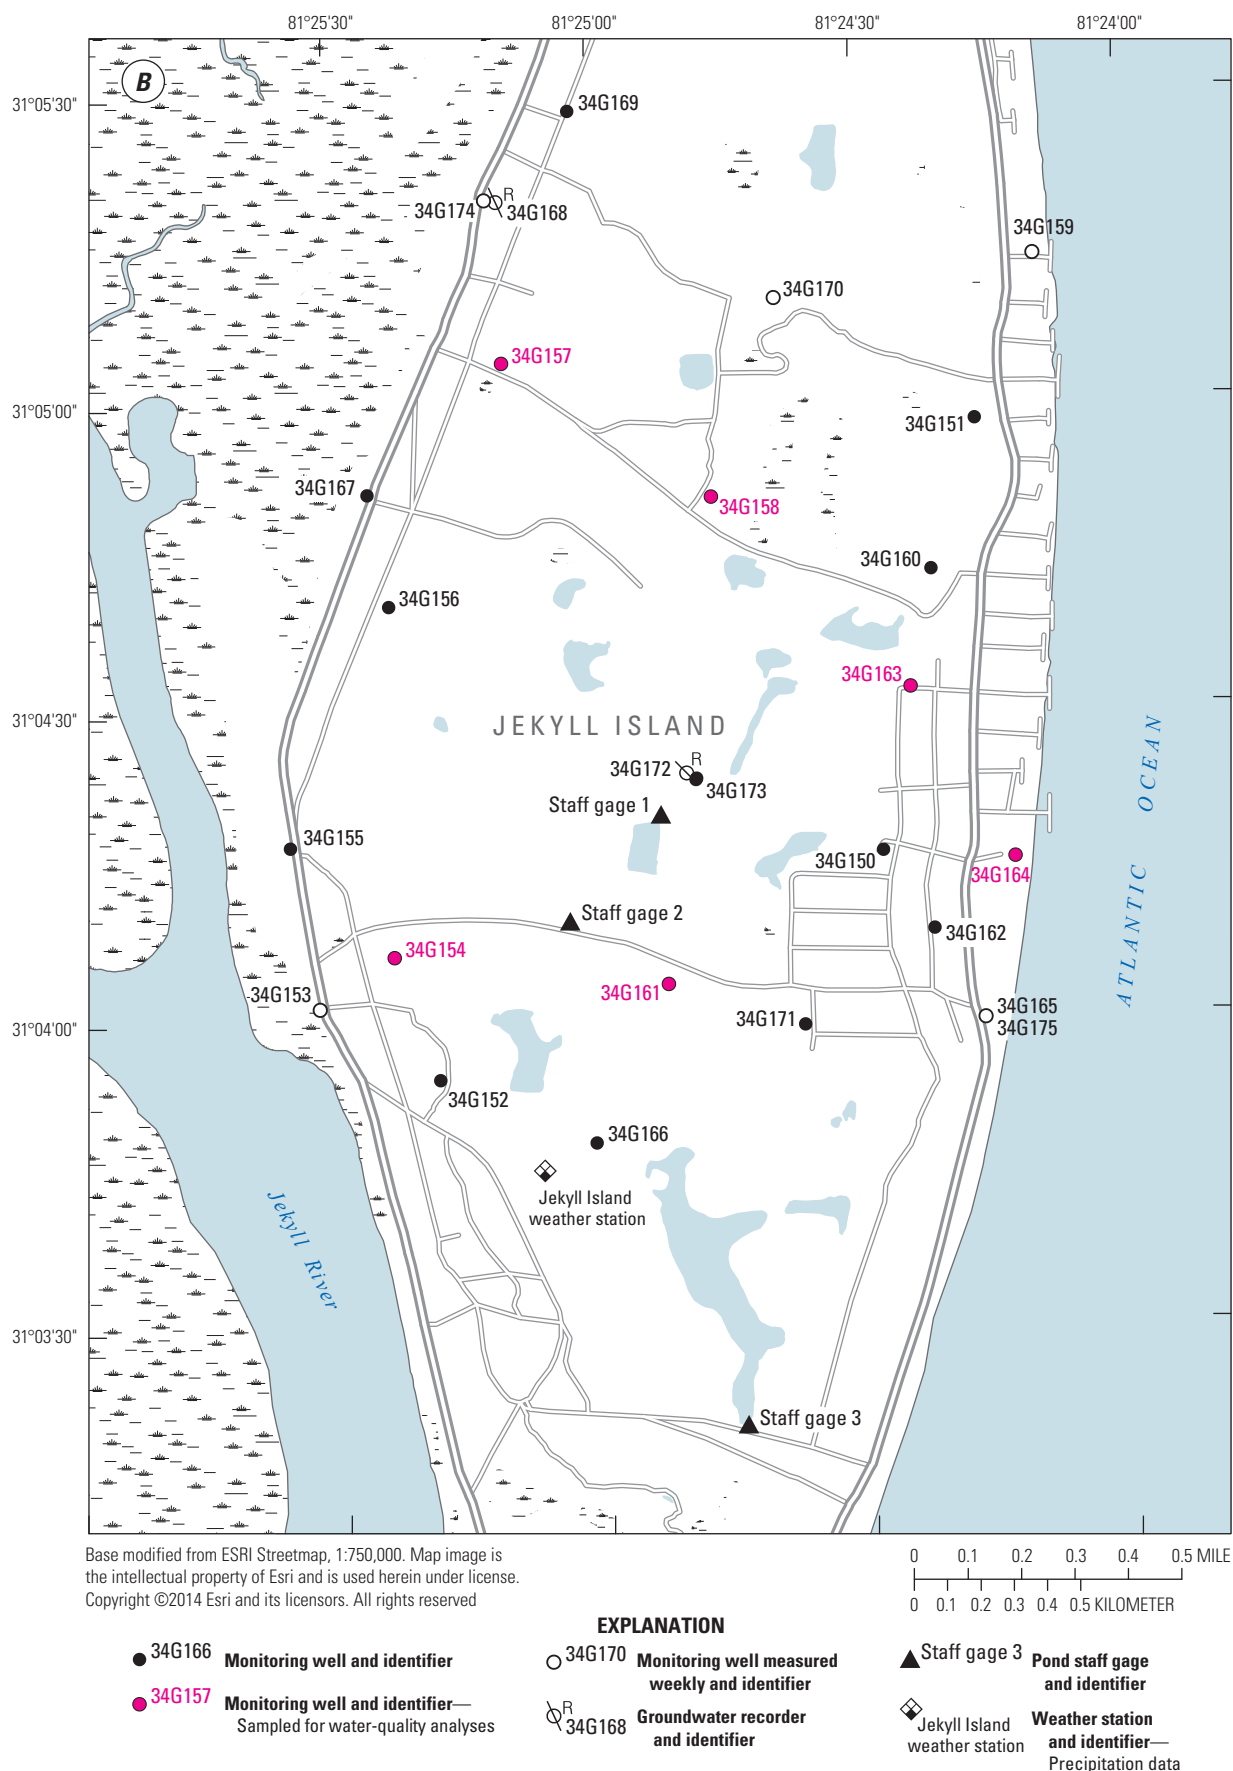 81°25'30"
81°25'00"
81°24'30"
81°24'00"
B
31°05'30"
34G169
34G174
R
34G168
34G159
34G170
34G157
31°05'00"
34G151
34G167
34G158
34G160
34G156
34G163
31°04'30"
JEKYLL ISLAND
ATLANTIC OCEAN
34G172
R
34G173
Staff gage 1
34G155
34G150
34G164
Staff gage 2
34G162
34G154
34G161
34G153
34G165
34G175
34G171
31°04'00"
34G152
34G166
Jekyll Island
weather station
Jekyll River
31°03'30"
Staff gage 3
Base modified from ESRI Streetmap, 1:750,000. Map image is
the intellectual property of Esri and is used herein under license.
Copyright ©2014 Esri and its licensors. All rights reserved
0 0.1 0.2 0.3 0.4 0.5 MILE
0 0.1 0.2 0.3 0.4 0.5 KILOMETER
EXPLANATION
34G166 Monitoring well and identifier
34G157 Monitoring well and identifier—
Sampled for water-quality analyses
34G170 Monitoring well measured
weekly and identifier
R
34G168 Groundwater recorder
and identifier
Staff gage 3 Pond staff gage
and identifier
Jekyll Island
weather station
Weather station
and identifier—
Precipitation data